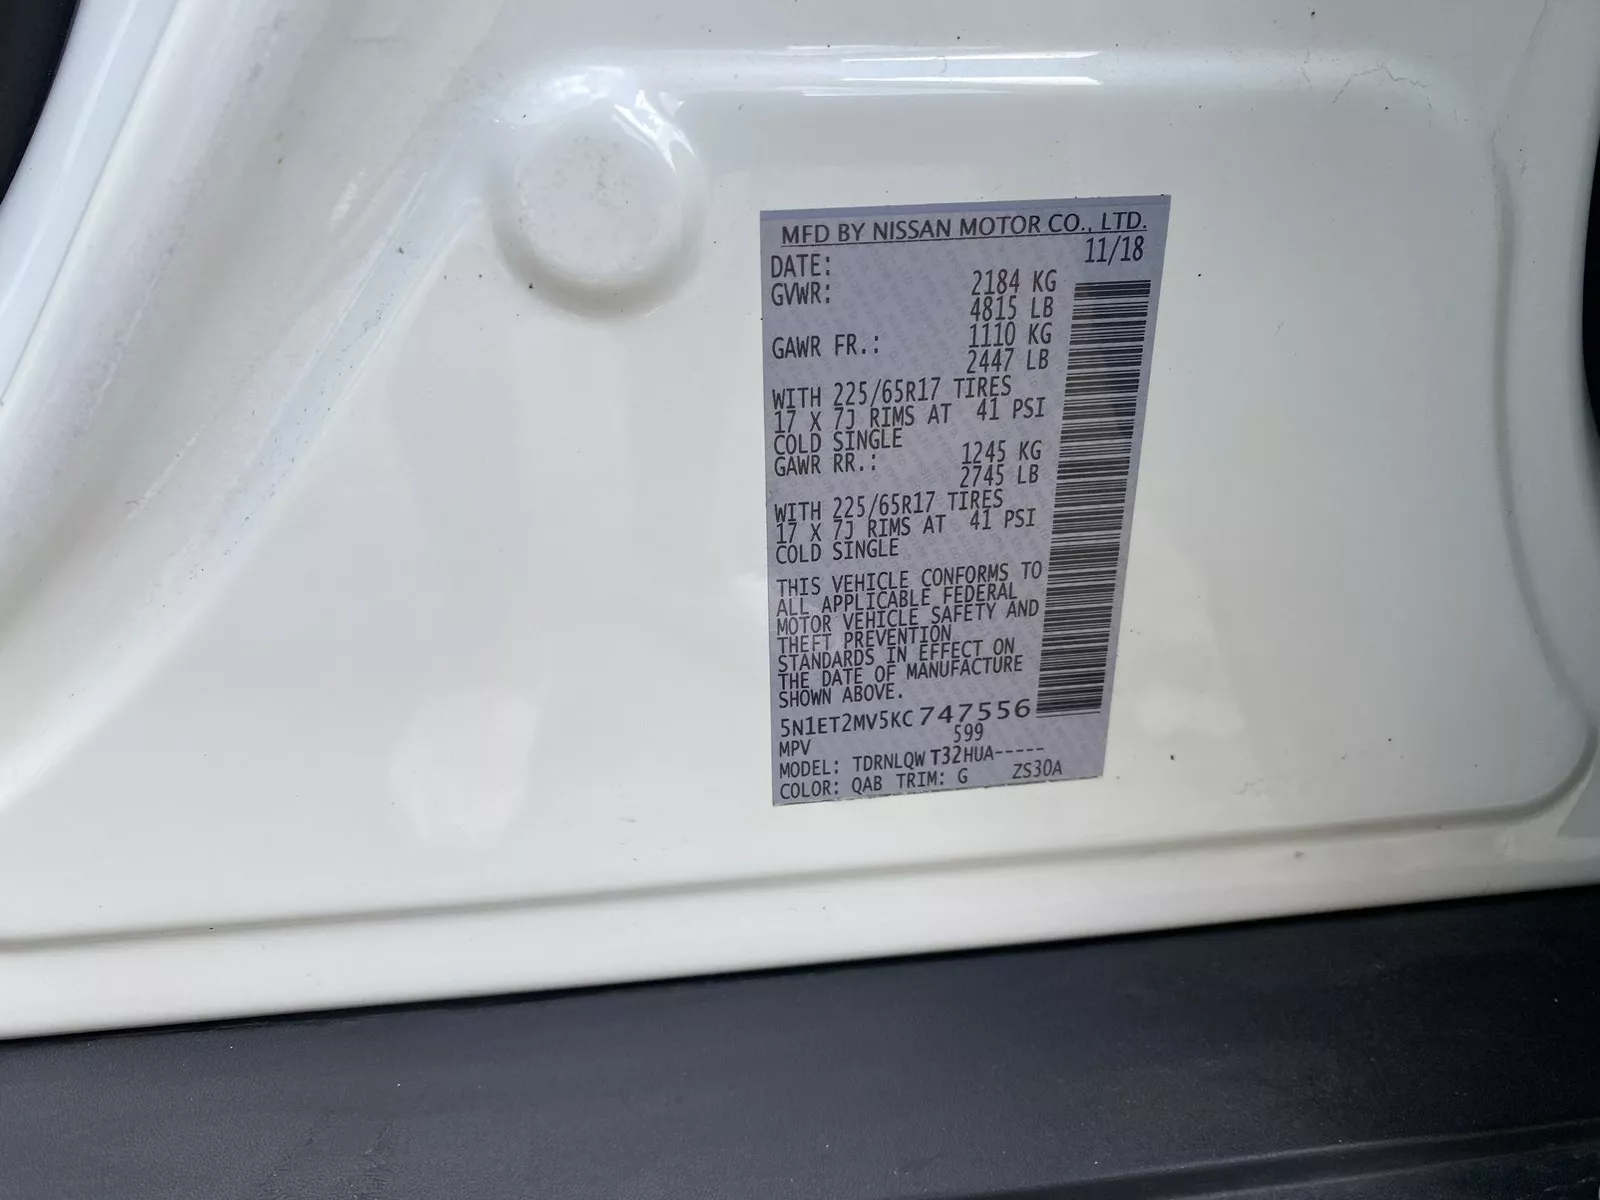 MFD BY NISSAN MOTOR CO., LTD.
DATE: 11/18
GVWR: 2184 KG
4815 LB
GAWR FR.: 1110 KG
2447 LB
WITH 225/65R17 TIRES
17 X 7J RIMS AT 41 PSI
COLD SINGLE
GAWR RR.: 1245 KG
2745 LB
WITH 225/65R17 TIRES
17 X 7J RIMS AT 41 PSI
COLD SINGLE
THIS VEHICLE CONFORMS TO
ALL APPLICABLE FEDERAL
MOTOR VEHICLE SAFETY AND
THEFT PREVENTION
STANDARDS IN EFFECT ON
THE DATE OF MANUFACTURE
SHOWN ABOVE.
5N1ET2MV5KC747556
MPV 599
MODEL: TDRNLQWT32HUA-----
COLOR: QAB TRIM: G ZS30A